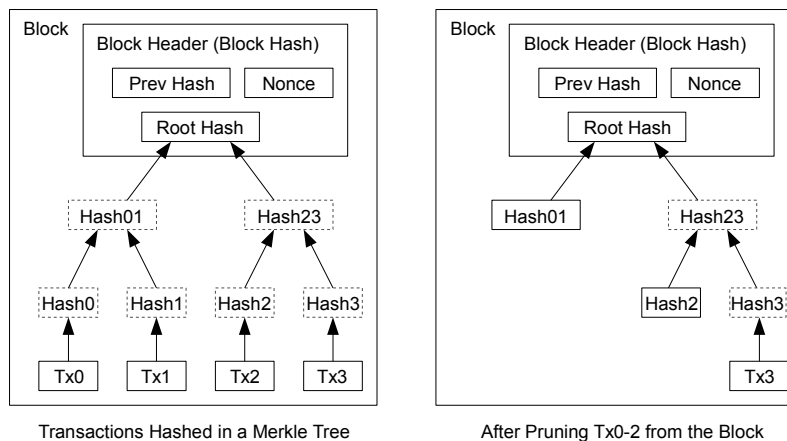 Block
Block Header (Block Hash)
Prev Hash
Nonce
Root Hash
Hash01
Hash23
Hash0
Hash1
Hash2
Hash3
Tx0
Tx1
Tx2
Tx3
Transactions Hashed in a Merkle Tree
Block
Block Header (Block Hash)
Prev Hash
Nonce
Root Hash
Hash01
Hash23
Hash2
Hash3
Tx3
After Pruning Tx0-2 from the Block